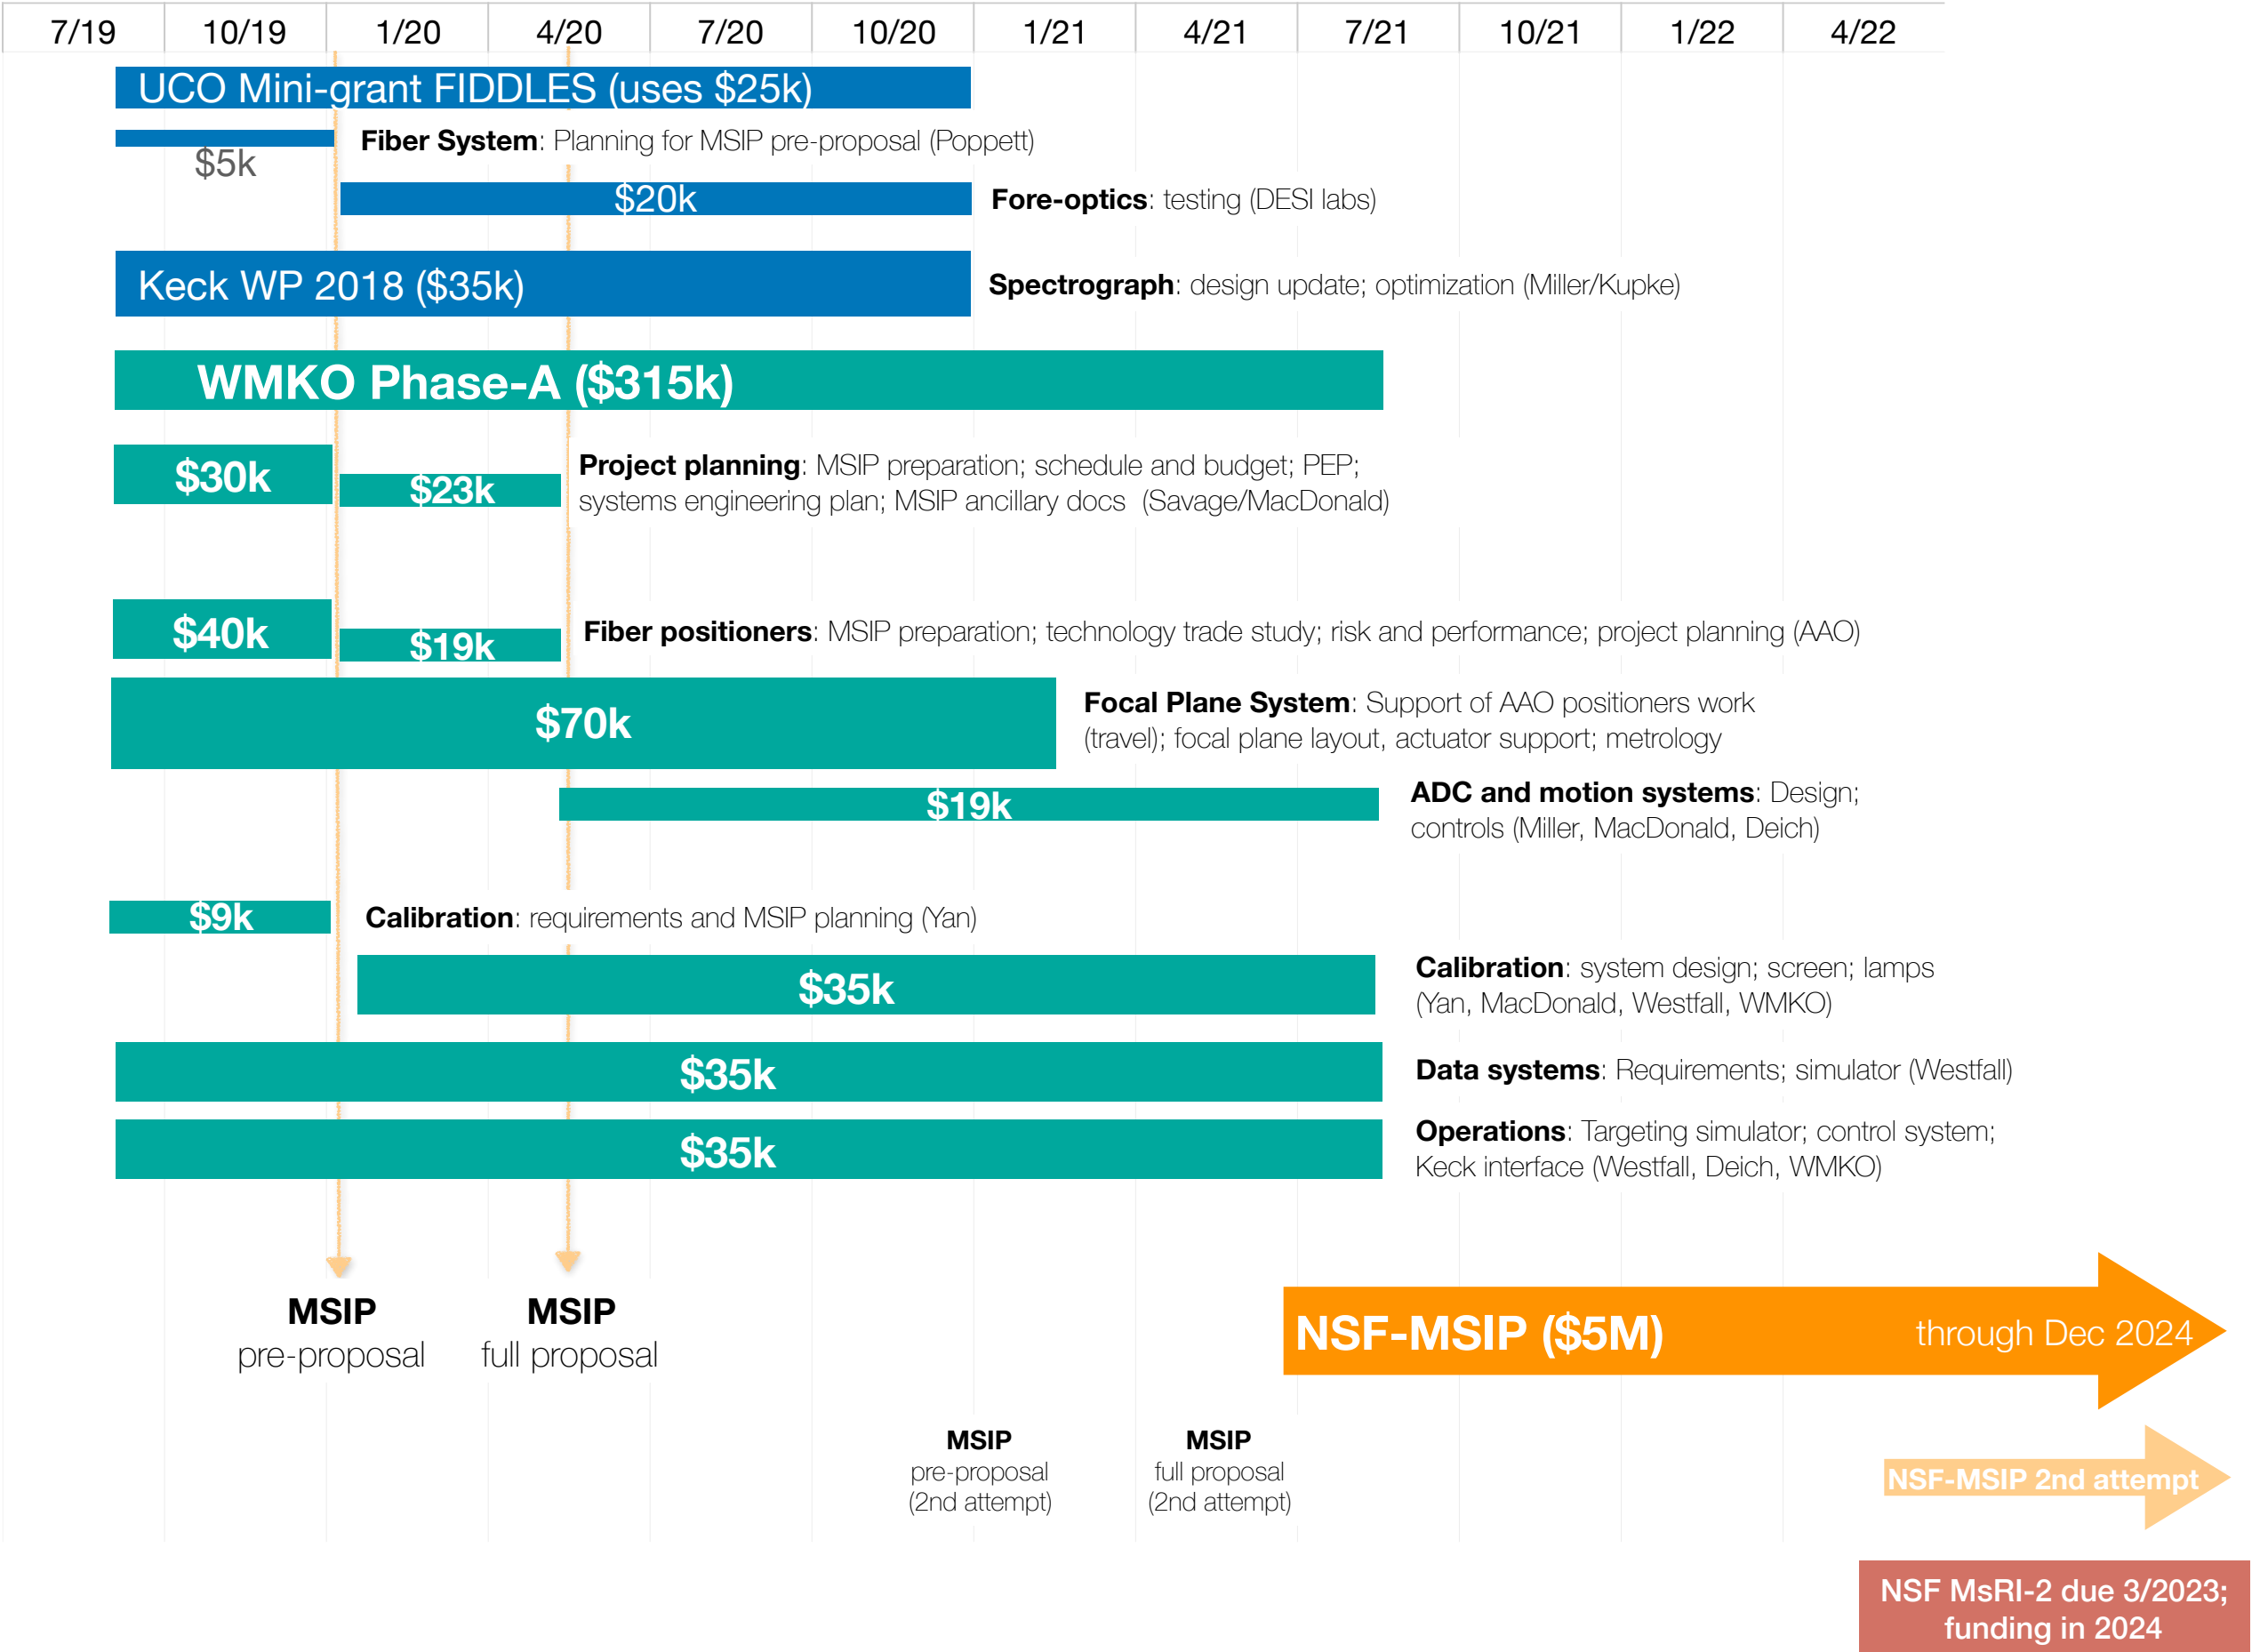 7/19 10/19 1/20 4/20 7/20 10/20 1/21 4/21 7/21 10/21 1/22 4/22
UCO Mini-grant FIDDLES (uses $25k)
Fiber System: Planning for MSIP pre-proposal (Poppett)
$5k
$20k
Fore-optics: testing (DESI labs)
Keck WP 2018 ($35k)
Spectrograph: design update; optimization (Miller/Kupke)
WMKO Phase-A ($315k)
$30k
$23k
Project planning: MSIP preparation; schedule and budget; PEP;
systems engineering plan; MSIP ancillary docs (Savage/MacDonald)
$40k
$19k
Fiber positioners: MSIP preparation; technology trade study; risk and performance; project planning (AAO)
$70k
Focal Plane System: Support of AAO positioners work
(travel); focal plane layout, actuator support; metrology
$19k
ADC and motion systems: Design;
controls (Miller, MacDonald, Deich)
$9k
Calibration: requirements and MSIP planning (Yan)
$35k
Calibration: system design; screen; lamps
(Yan, MacDonald, Westfall, WMKO)
$35k
Data systems: Requirements; simulator (Westfall)
$35k
Operations: Targeting simulator; control system;
Keck interface (Westfall, Deich, WMKO)
MSIP
pre-proposal
MSIP
full proposal
NSF-MSIP ($5M)
through Dec 2024
MSIP
pre-proposal
(2nd attempt)
MSIP
full proposal
(2nd attempt)
NSF-MSIP 2nd attempt
NSF MsRI-2 due 3/2023;
funding in 2024